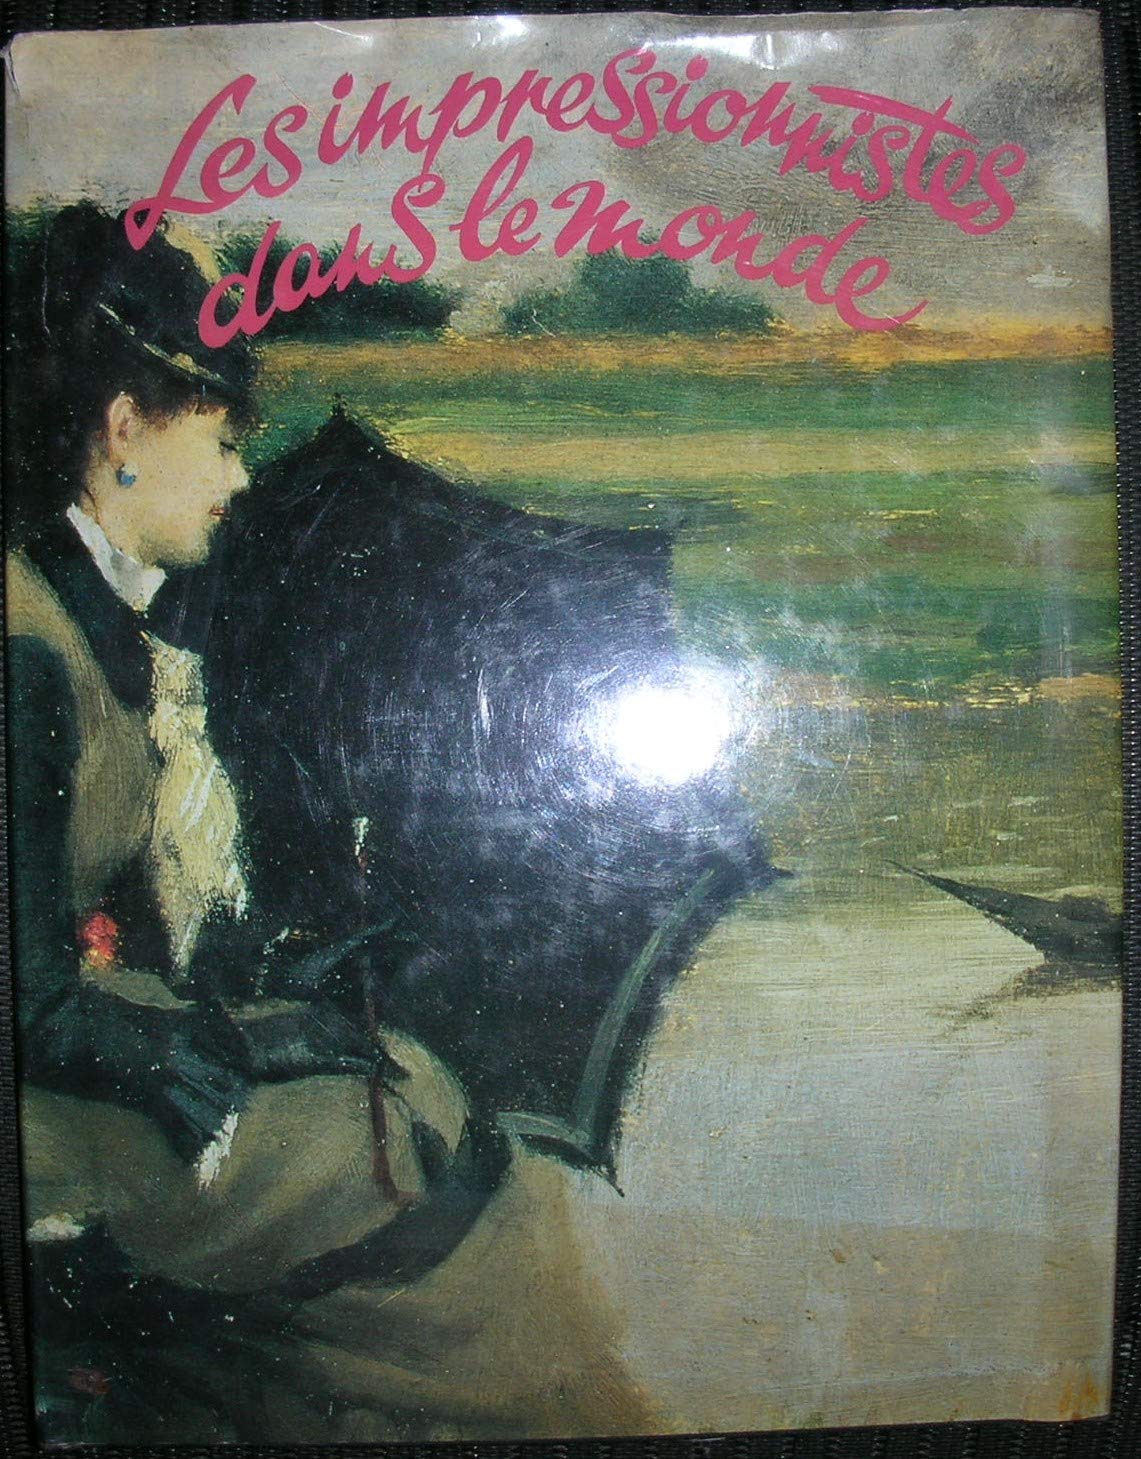 Les impressionnistes
dans le monde